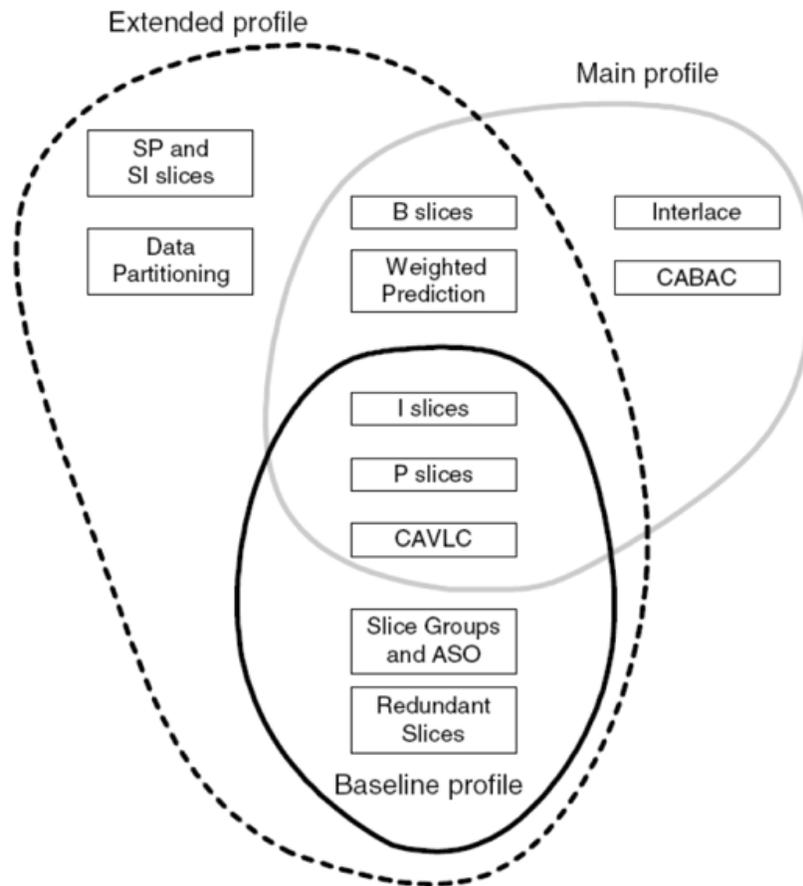 Extended profile
Main profile
SP and
SI slices
B slices
Interlace
Data
Partitioning
Weighted
Prediction
CABAC
I slices
P slices
CAVLC
Slice Groups
and ASO
Redundant
Slices
Baseline profile